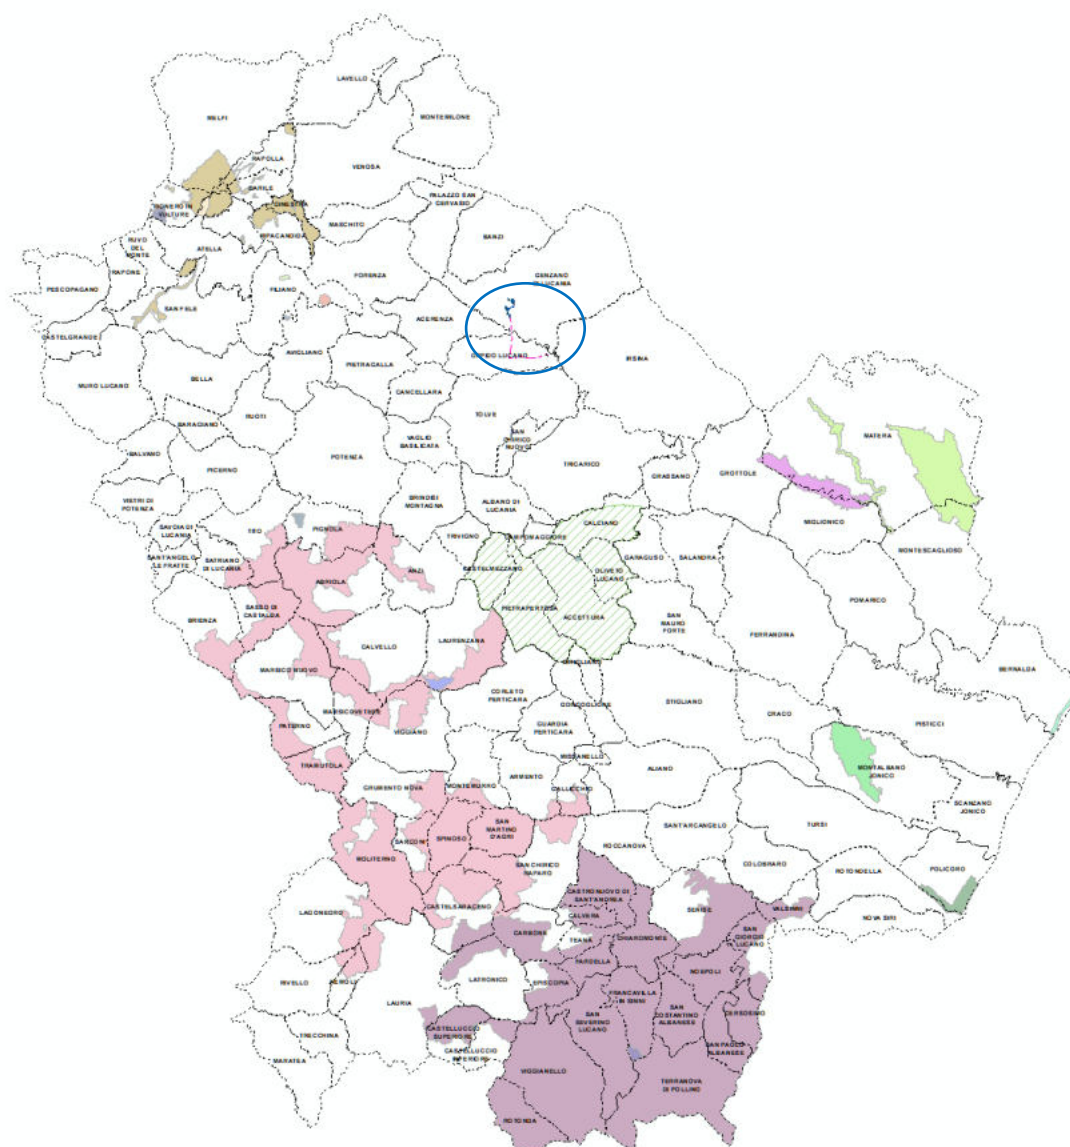 LAVELLO
MELFI
MONTEMILONE
RAPOLLA
VENOSA
BARILE
PALAZZO SAN
GERVASIO
GINESTRA
RIONERO IN
VULTURE
MASCHITO
RIPACANDIDA
BANZI
RUVO
DEL
MONTE
ATELLA
RAPONE
FORENZA
GENZANO
DI LUCANIA
PESCOPAGANO
FILIANO
SAN FELE
ACERENZA
CASTELGRANDE
AVIGLIANO
OPPIDO LUCANO
IRSINA
PIETRAGALLA
MURO LUCANO
BELLA
CANCELLARA
RUOTI
TOLVE
BARAGIANO
SAN
CHIRICO
NUOVO
VAGLIO
BASILICATA
MATERA
BALVANO
POTENZA
PICERNO
TRICARICO
GRASSANO
GROTTOLE
VIETRI DI
POTENZA
BRINDISI
MONTAGNA
ALBANO DI
LUCANIA
MIGLIONICO
SAVOIA DI
LUCANIA
TITO
PIGNOLA
CALCIANO
TRIVIGNO
CAMPOMAGGIORE
MONTESCAGLIOSO
SANT'ANGELO
LE FRATTE
SATRIANO
DI LUCANIA
GARAGUSO
SALANDRA
ANZI
CASTELMEZZANO
OLIVETO
LUCANO
ABRIOLA
POMARICO
SASSO DI
CASTALDA
PIETRAPERTOSA
ACCETTURA
SAN
MAURO
FORTE
BRIENZA
FERRANDINA
CALVELLO
LAURENZANA
MARSICO NUOVO
CIRIGLIANO
BERNALDA
CORLETO
PERTICARA
GORGOGLIONE
STIGLIANO
MARSICOVETERE
CRACO
PATERNO
VIGGIANO
GUARDIA
PERTICARA
PISTICCI
MISSANELLO
TRAMUTOLA
ALIANO
MONTALBANO
JONICO
ARMENTO
GRUMENTO NOVA
MONTEMURRO
GALLICCHIO
SCANZANO
JONICO
SAN
MARTINO
D'AGRI
SANT'ARCANGELO
TURSI
SARCONI
SPINOSO
ROCCANOVA
MOLITERNO
SAN CHIRICO
RAPARO
COLOBRARO
ROTONDELLA
POLICORO
CASTRONUOVO DI
SANT'ANDREA
CASTELSARACENO
LAGONEGRO
SENISE
VALSINNI
CALVERA
NOVA SIRI
CARBONE
TEANA
CHIAROMONTE
SAN
GIORGIO
LUCANO
FARDELLA
NOEPOLI
RIVELLO
NEMOLI
LATRONICO
EPISCOPIA
FRANCAVILLA
IN SINNI
LAURIA
SAN
SEVERINO
LUCANO
SAN
COSTANTINO
ALBANESE
CERSOSIMO
TRECCHINA
CASTELLUCCIO
SUPERIORE
SAN PAOLO
ALBANESE
CASTELLUCCIO
INFERIORE
MARATEA
VIGGIANELLO
TERRANOVA
DI POLLINO
ROTONDA